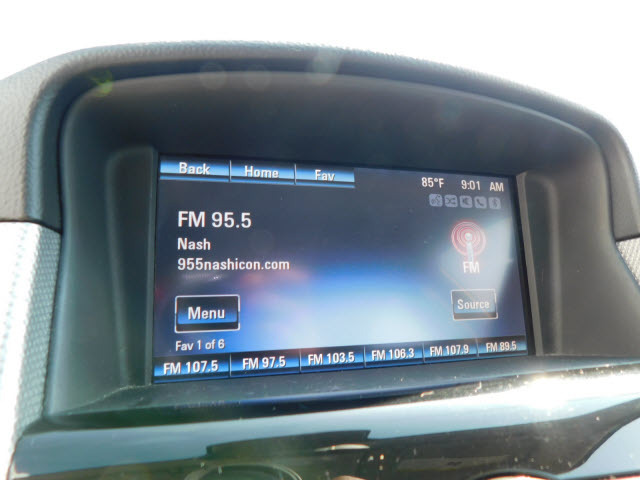 Back Home Fav
85°F 9:01 AM
FM 95.5
Nash
955nashicon.com
FM
Menu
Source
Fav 1 of 6
FM 107.5 FM 97.5 FM 103.5 FM 106.3 FM 107.9 FM 89.5